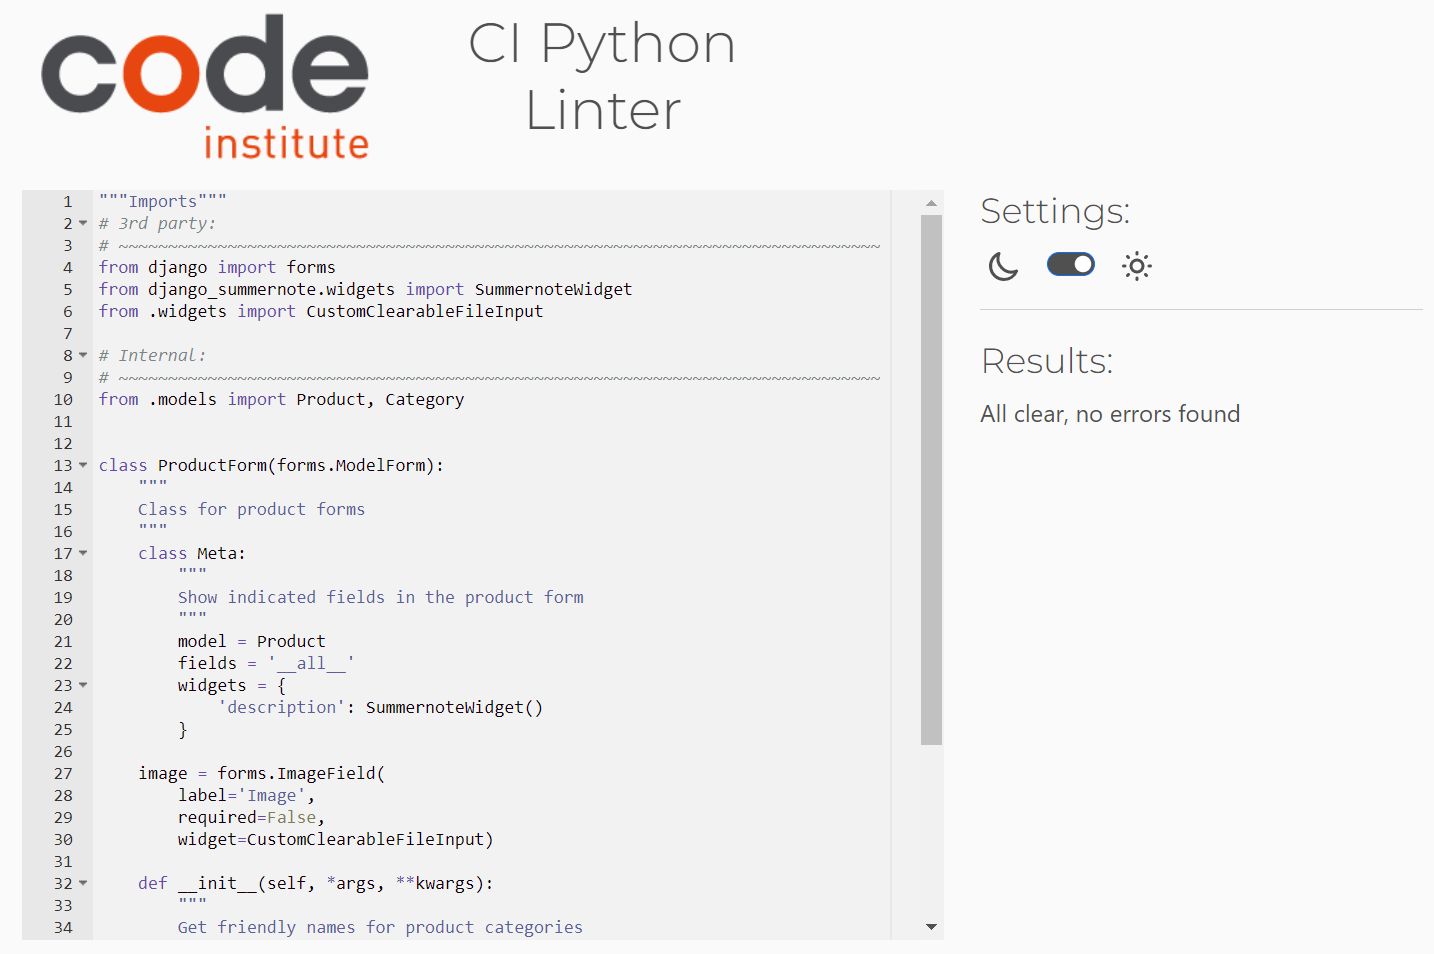 code
institute
CI Python
Linter
1 """Imports"""
2 # 3rd party:
3 # ~~~~~~~~~~~~~~~~~~~~~~~~~~~~~~~~~~~~~~~~~~~~~~~~~~~~~~~~~~~~~~~~~~~~~~~~~~~~~
4 from django import forms
5 from django_summernote.widgets import SummernoteWidget
6 from .widgets import CustomClearableFileInput
7
8 # Internal:
9 # ~~~~~~~~~~~~~~~~~~~~~~~~~~~~~~~~~~~~~~~~~~~~~~~~~~~~~~~~~~~~~~~~~~~~~~~~~~~~~
10 from .models import Product, Category
11
12
13 class ProductForm(forms.ModelForm):
14     """
15     Class for product forms
16     """
17     class Meta:
18         """
19         Show indicated fields in the product form
20         """
21         model = Product
22         fields = '__all__'
23         widgets = {
24             'description': SummernoteWidget()
25         }
26
27     image = forms.ImageField(
28         label='Image',
29         required=False,
30         widget=CustomClearableFileInput)
31
32     def __init__(self, *args, **kwargs):
33         """
34         Get friendly names for product categories
Settings:
Results:
All clear, no errors found